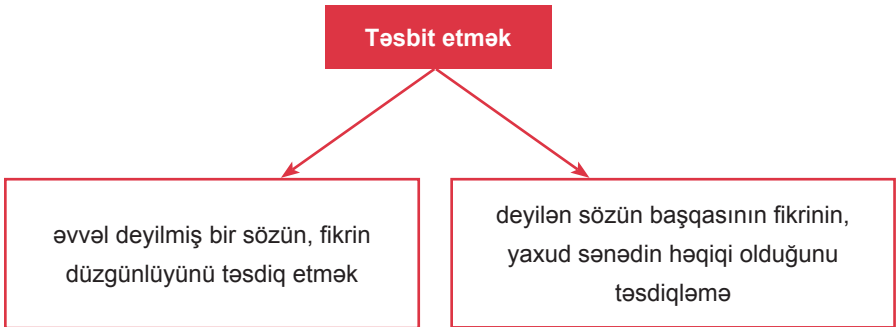 Təsbit etmək
əvvəl deyilmiş bir sözün, fikrin
düzgünlüyünü təsdiq etmək
deyilən sözün başqasının fikrinin,
yaxud sənədin həqiqi olduğunu
təsdiqləmə